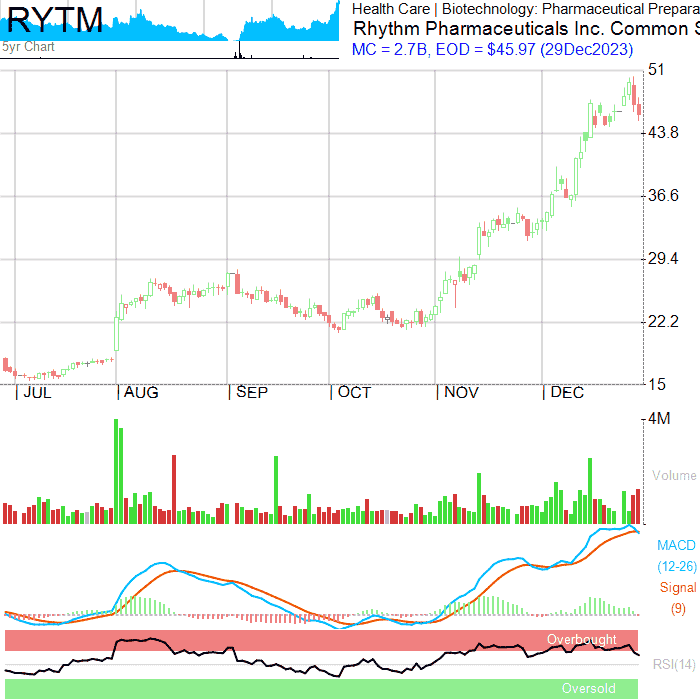 RYTM
5yr Chart
Health Care | Biotechnology: Pharmaceutical Prepara
Rhythm Pharmaceuticals Inc. Common S
MC = 2.7B, EOD = $45.97 (29Dec2023)
51
43.8
36.6
29.4
22.2
15
| JUL | AUG | SEP | OCT | NOV | DEC
4M
Volume
MACD
(12-26)
Signal
(9)
Overbought
RSI(14)
Oversold